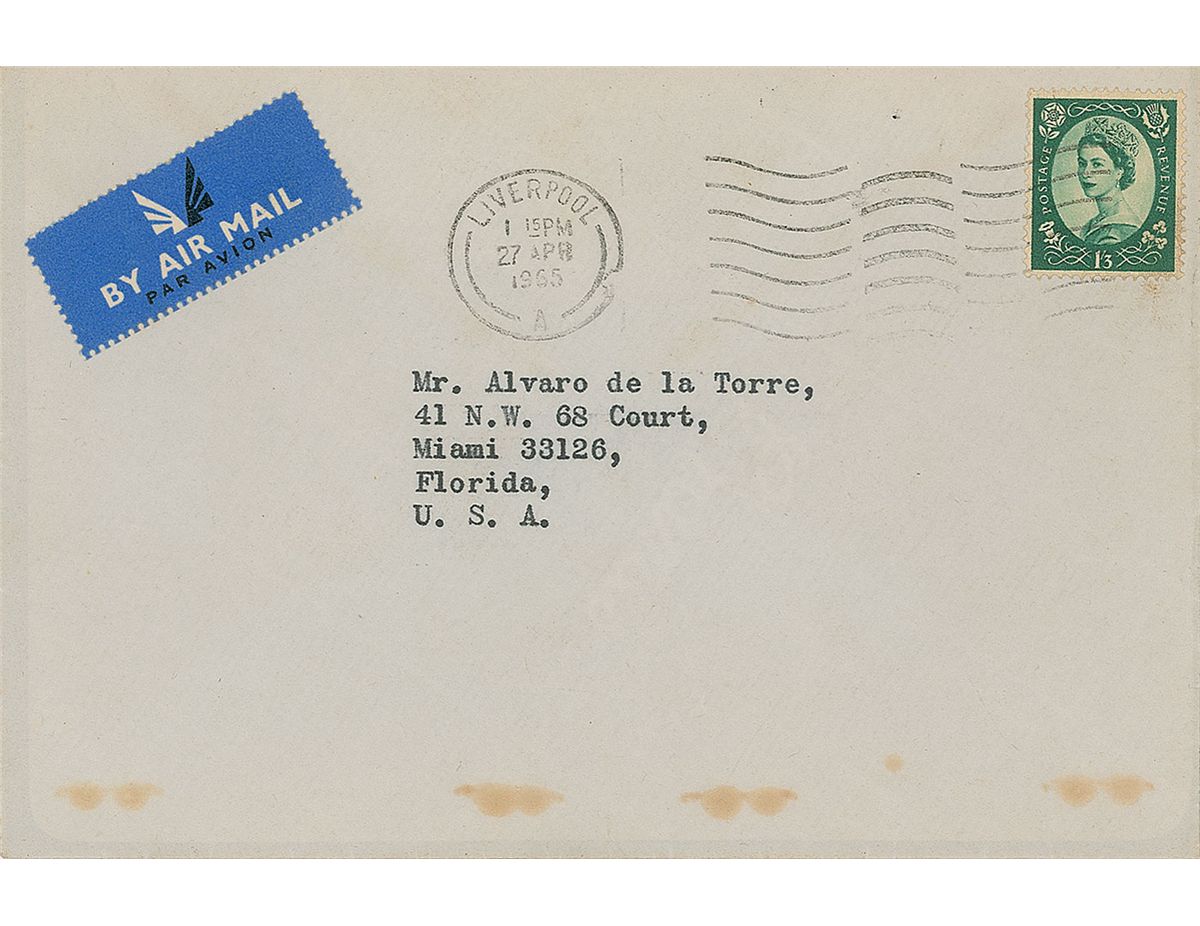 BY AIR MAIL
PAR AVION
LIVERPOOL
1 15PM
27 APR
1965
A
POSTAGE
REVENUE
1/3
Mr. Alvaro de la Torre,
41 N.W. 68 Court,
Miami 33126,
Florida,
U. S. A.